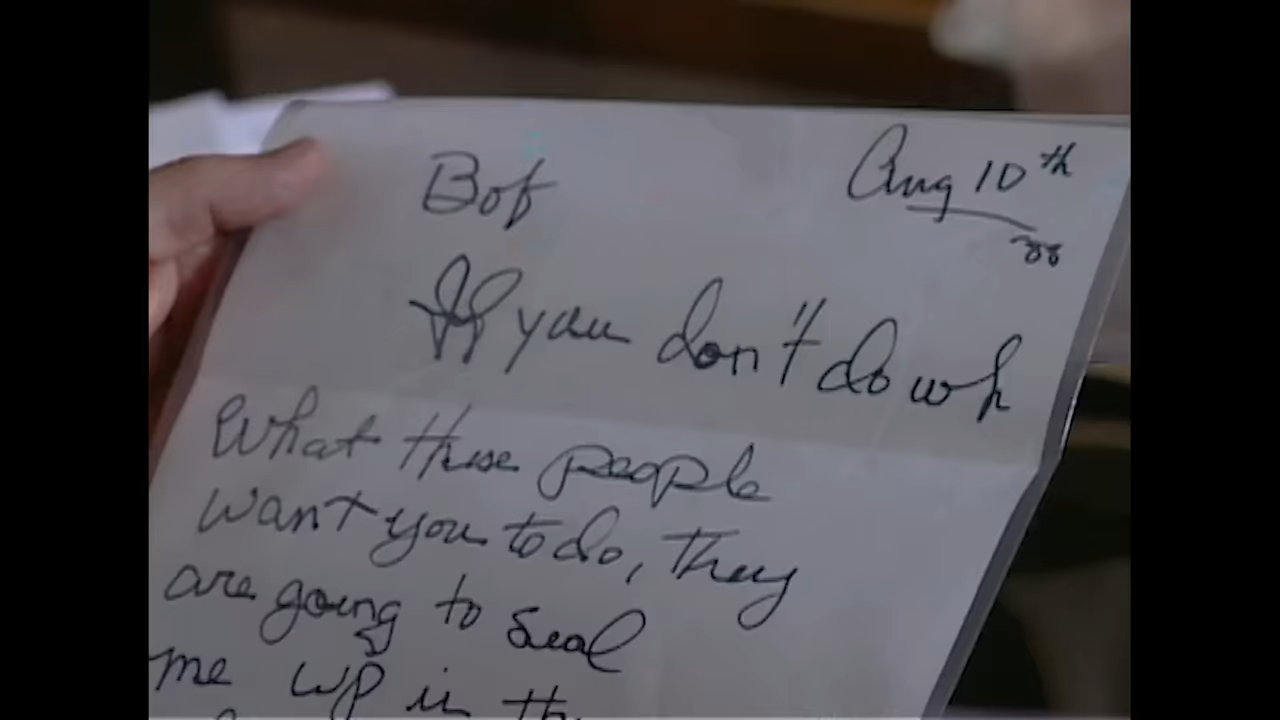 Bob
Aug 10th
88
If you don't do wh
What these people
want you to do, they
are going to seal
me up in th